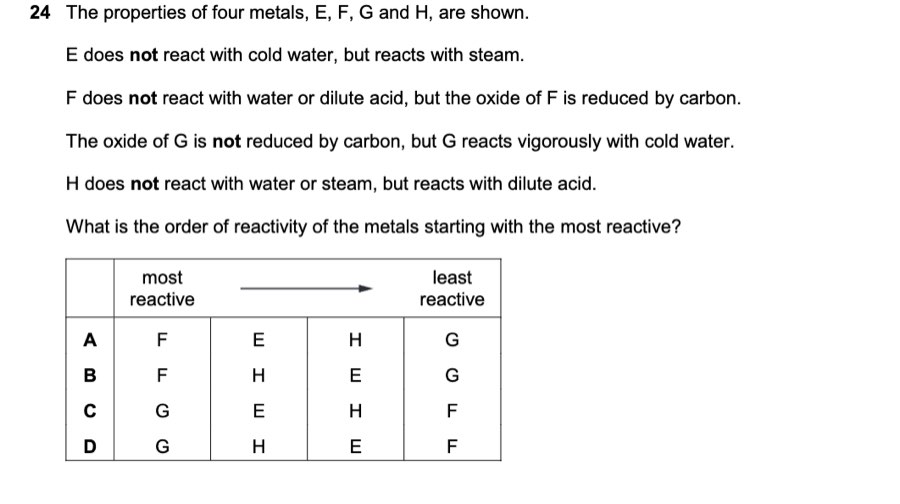 24 The properties of four metals, E, F, G and H, are shown.
E does not react with cold water, but reacts with steam.
F does not react with water or dilute acid, but the oxide of F is reduced by carbon.
The oxide of G is not reduced by carbon, but G reacts vigorously with cold water.
H does not react with water or steam, but reacts with dilute acid.
What is the order of reactivity of the metals starting with the most reactive?
most least
reactive reactive
A F E H G
B F H E G
C G E H F
D G H E F